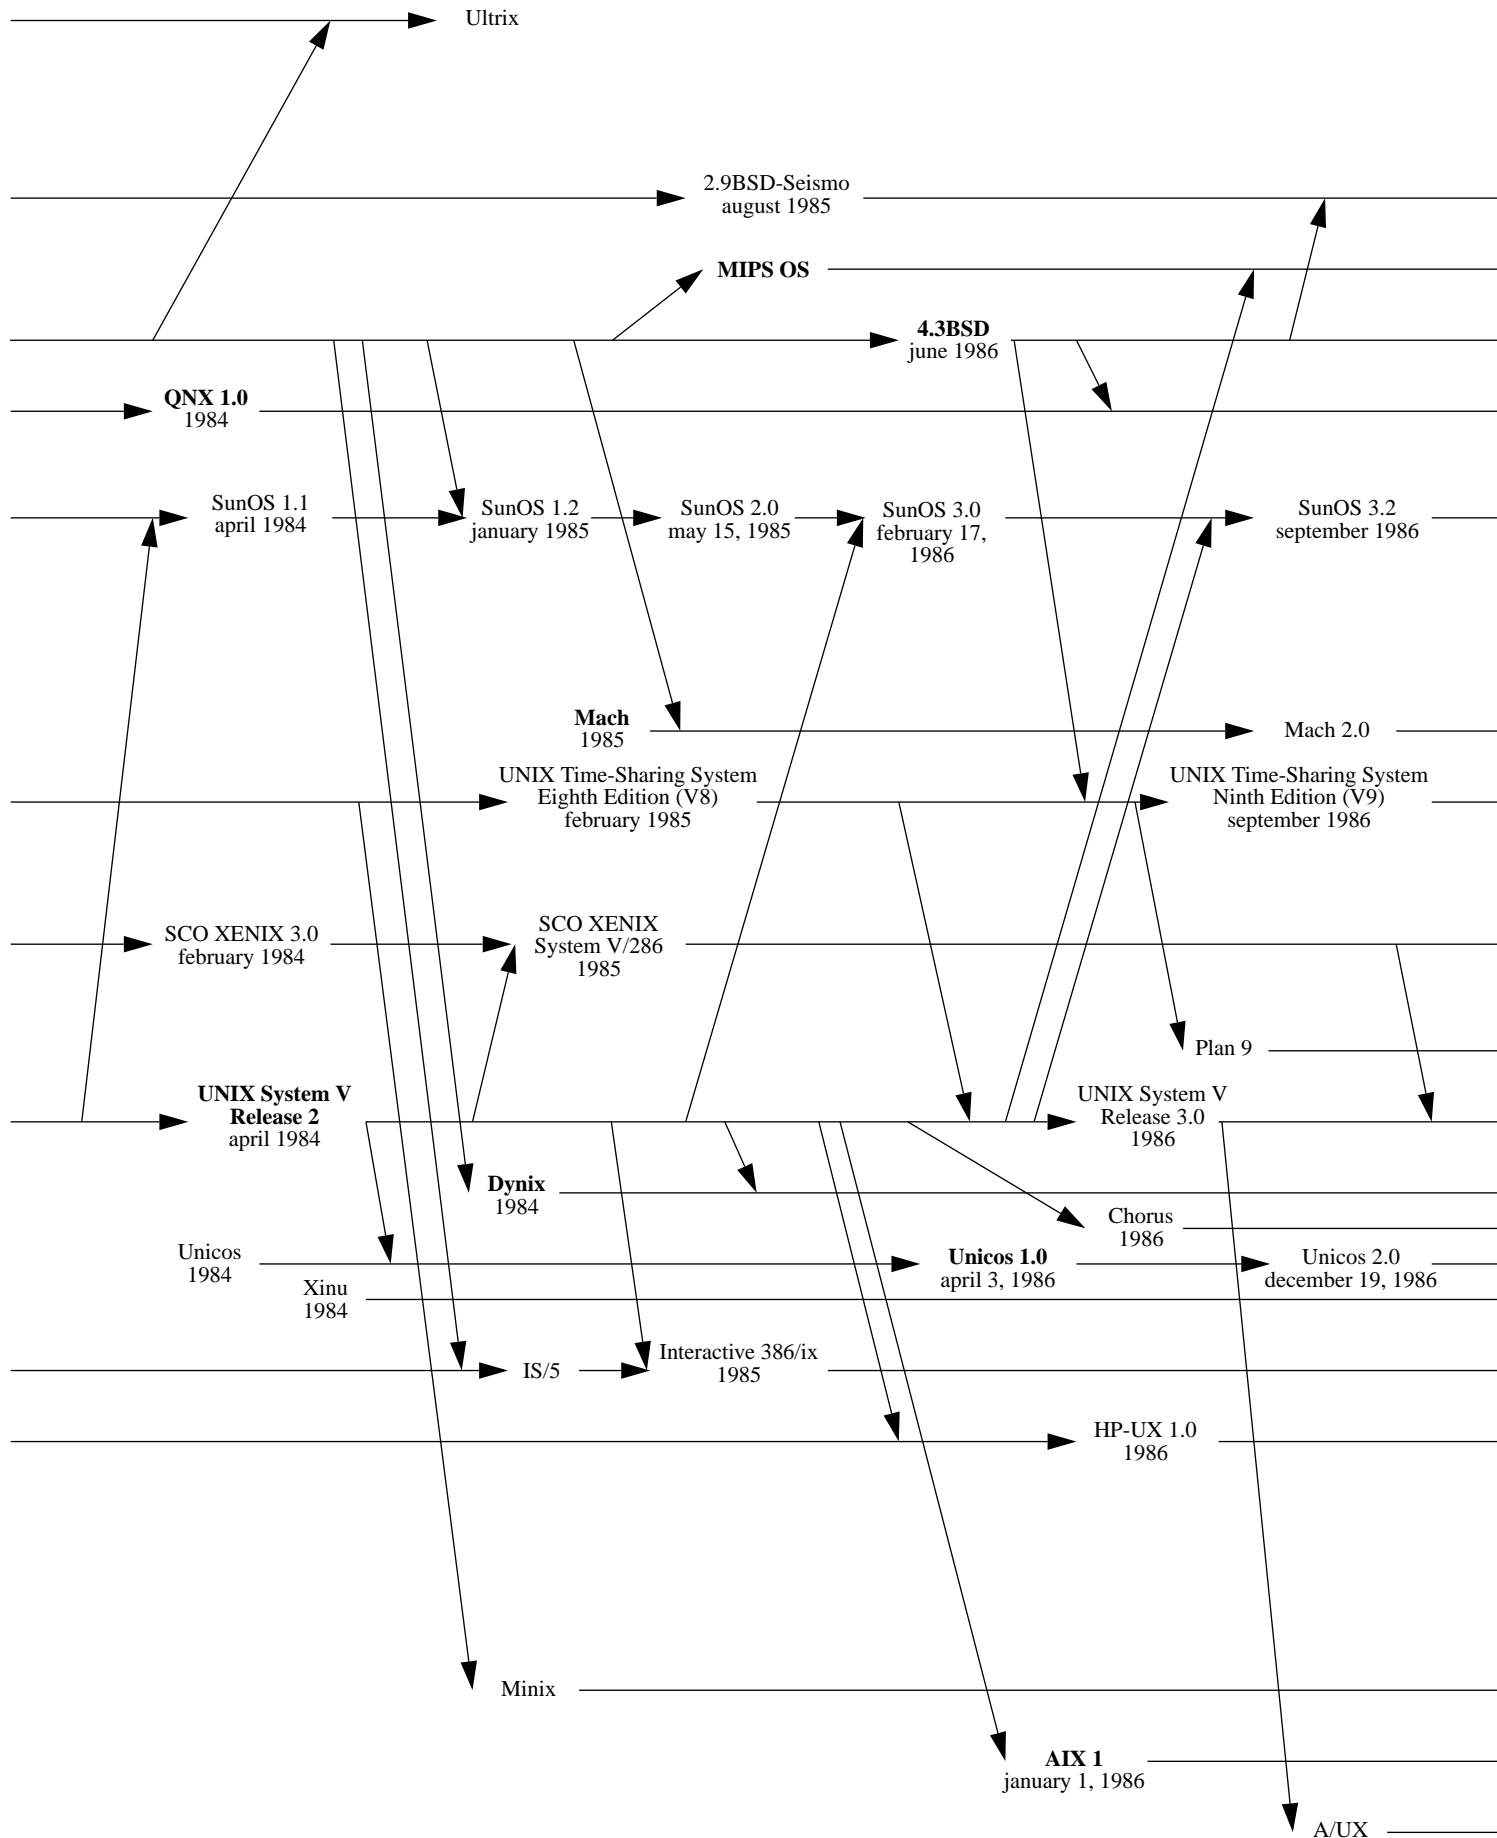 Ultrix
2.9BSD-Seismo
august 1985
MIPS OS
4.3BSD
june 1986
QNX 1.0
1984
SunOS 1.1
april 1984
SunOS 1.2
january 1985
SunOS 2.0
may 15, 1985
SunOS 3.0
february 17,
1986
SunOS 3.2
september 1986
Mach
1985
Mach 2.0
UNIX Time-Sharing System
Eighth Edition (V8)
february 1985
UNIX Time-Sharing System
Ninth Edition (V9)
september 1986
SCO XENIX 3.0
february 1984
SCO XENIX
System V/286
1985
Plan 9
UNIX System V
Release 2
april 1984
UNIX System V
Release 3.0
1986
Dynix
1984
Chorus
1986
Unicos
1984
Unicos 1.0
april 3, 1986
Unicos 2.0
december 19, 1986
Xinu
1984
IS/5
Interactive 386/ix
1985
HP-UX 1.0
1986
Minix
AIX 1
january 1, 1986
A/UX